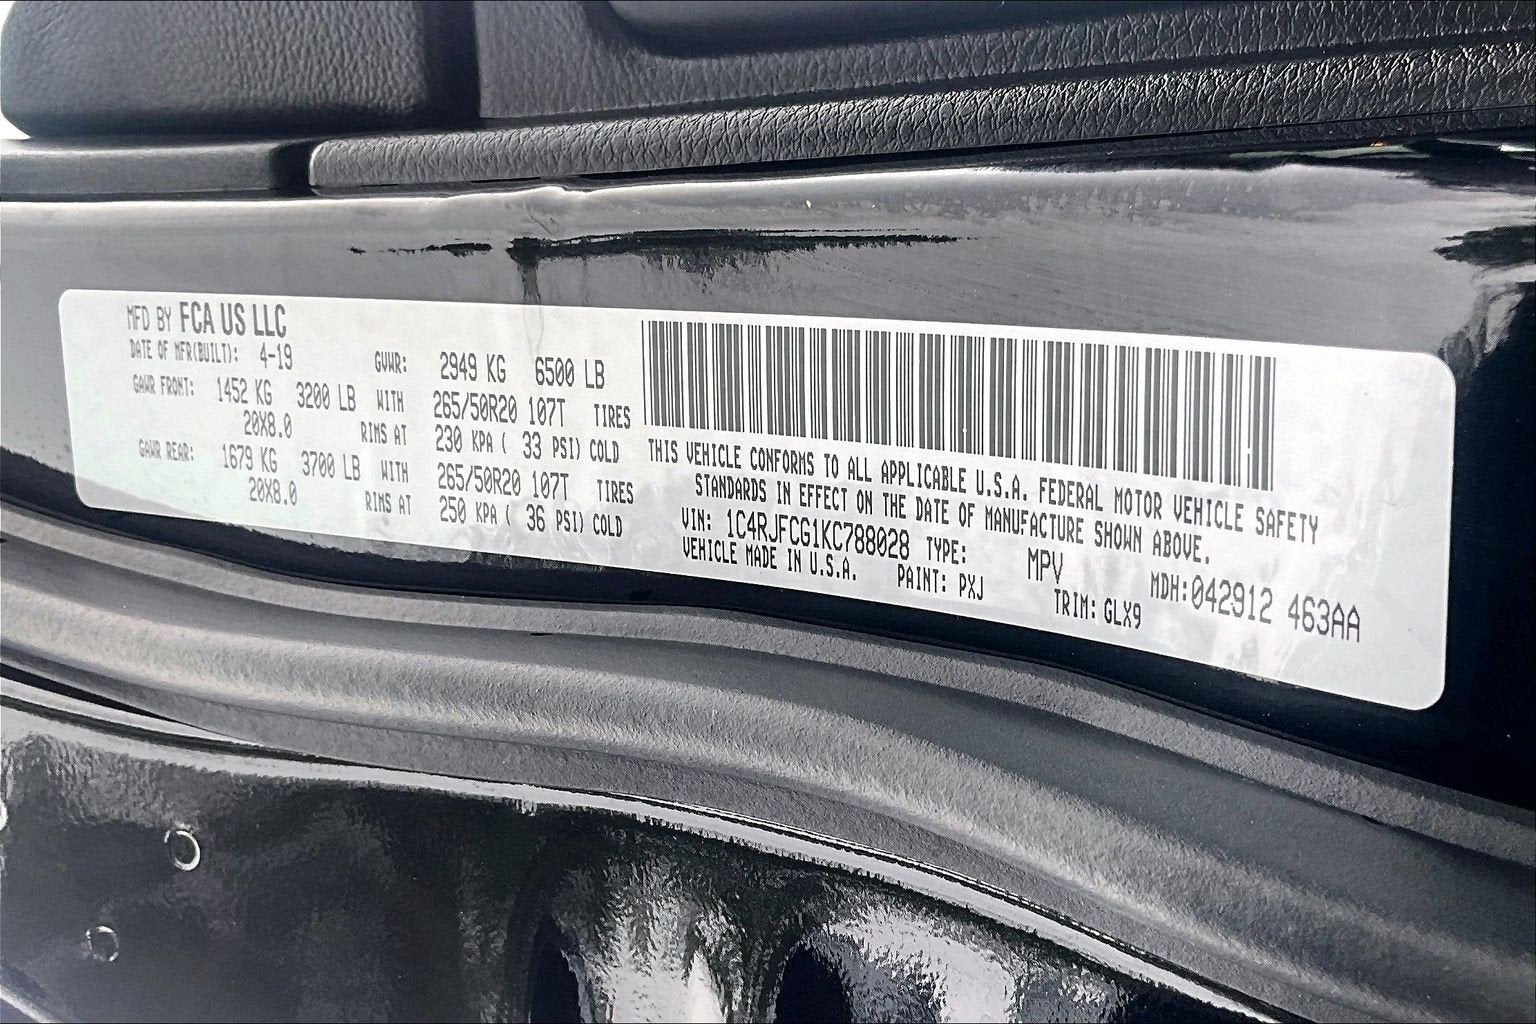 MFD BY FCA US LLC
DATE OF MFR(BUILT): 4-19 GVWR: 2949 KG 6500 LB
GAWR FRONT: 1452 KG 3200 LB WITH 265/50R20 107T TIRES
20X8.0 RIMS AT 230 KPA ( 33 PSI) COLD
GAWR REAR: 1679 KG 3700 LB WITH 265/50R20 107T TIRES
20X8.0 RIMS AT 250 KPA ( 36 PSI) COLD
THIS VEHICLE CONFORMS TO ALL APPLICABLE U.S.A. FEDERAL MOTOR VEHICLE SAFETY
STANDARDS IN EFFECT ON THE DATE OF MANUFACTURE SHOWN ABOVE.
VIN: 1C4RJFCG1KC788028 TYPE: MPV MDH:042912 463AA
VEHICLE MADE IN U.S.A. PAINT: PXJ TRIM: GLX9